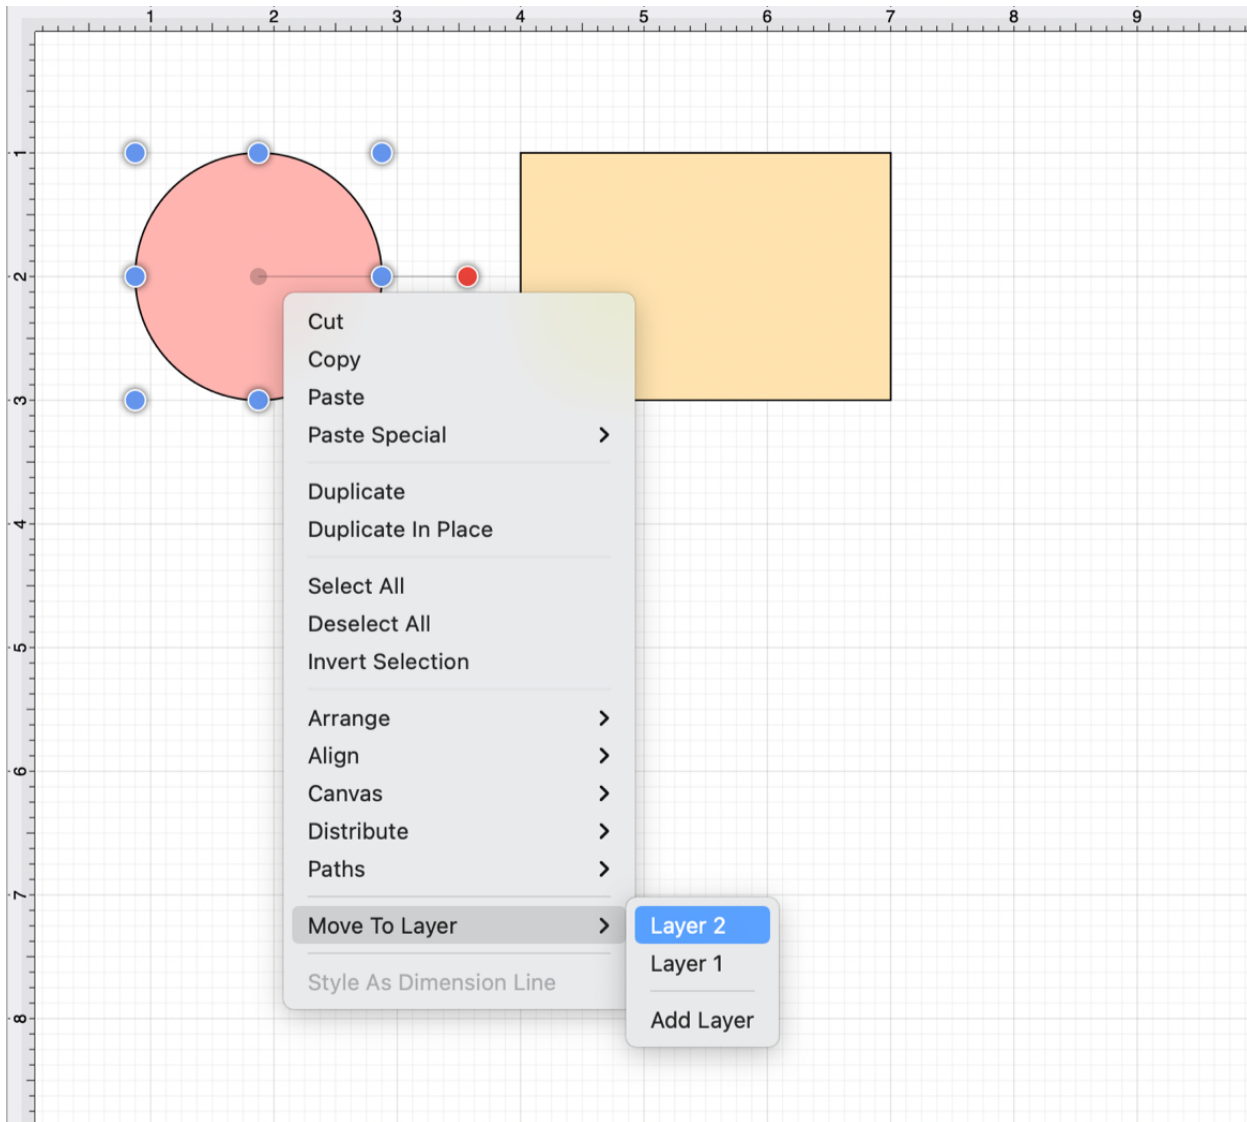 1 2 3 4 5 6 7 8 9
1
2
3
4
5
6
7
8
Cut
Copy
Paste
Paste Special
Duplicate
Duplicate In Place
Select All
Deselect All
Invert Selection
Arrange
Align
Canvas
Distribute
Paths
Move To Layer
Style As Dimension Line
Layer 2
Layer 1
Add Layer